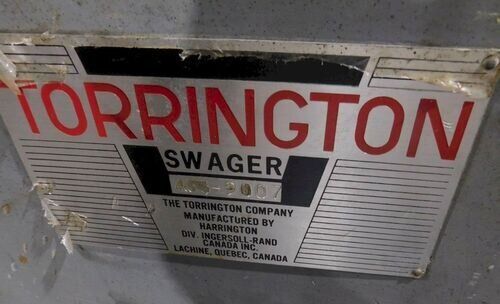 TORRINGTON
SWAGER
THE TORRINGTON COMPANY
MANUFACTURED BY
HARRINGTON
DIV. INGERSOLL-RAND
CANADA INC.
LACHINE, QUEBEC, CANADA